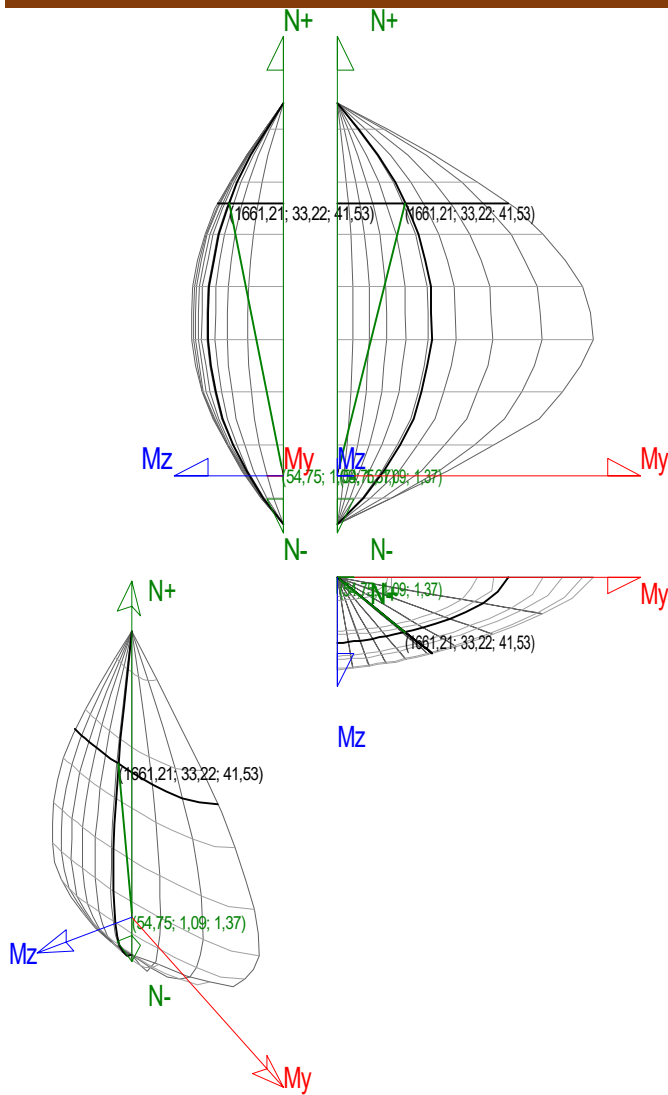 N+
N+
(1661,21; 33,22; 41,53)
(1661,21; 33,22; 41,53)
Mz
My
Mz
My
(54,75; 1,09; 1,37)
N-
N-
N+
My
N+
(1661,21; 33,22; 41,53)
Mz
(1661,21; 33,22; 41,53)
(54,75; 1,09; 1,37)
Mz
N-
My